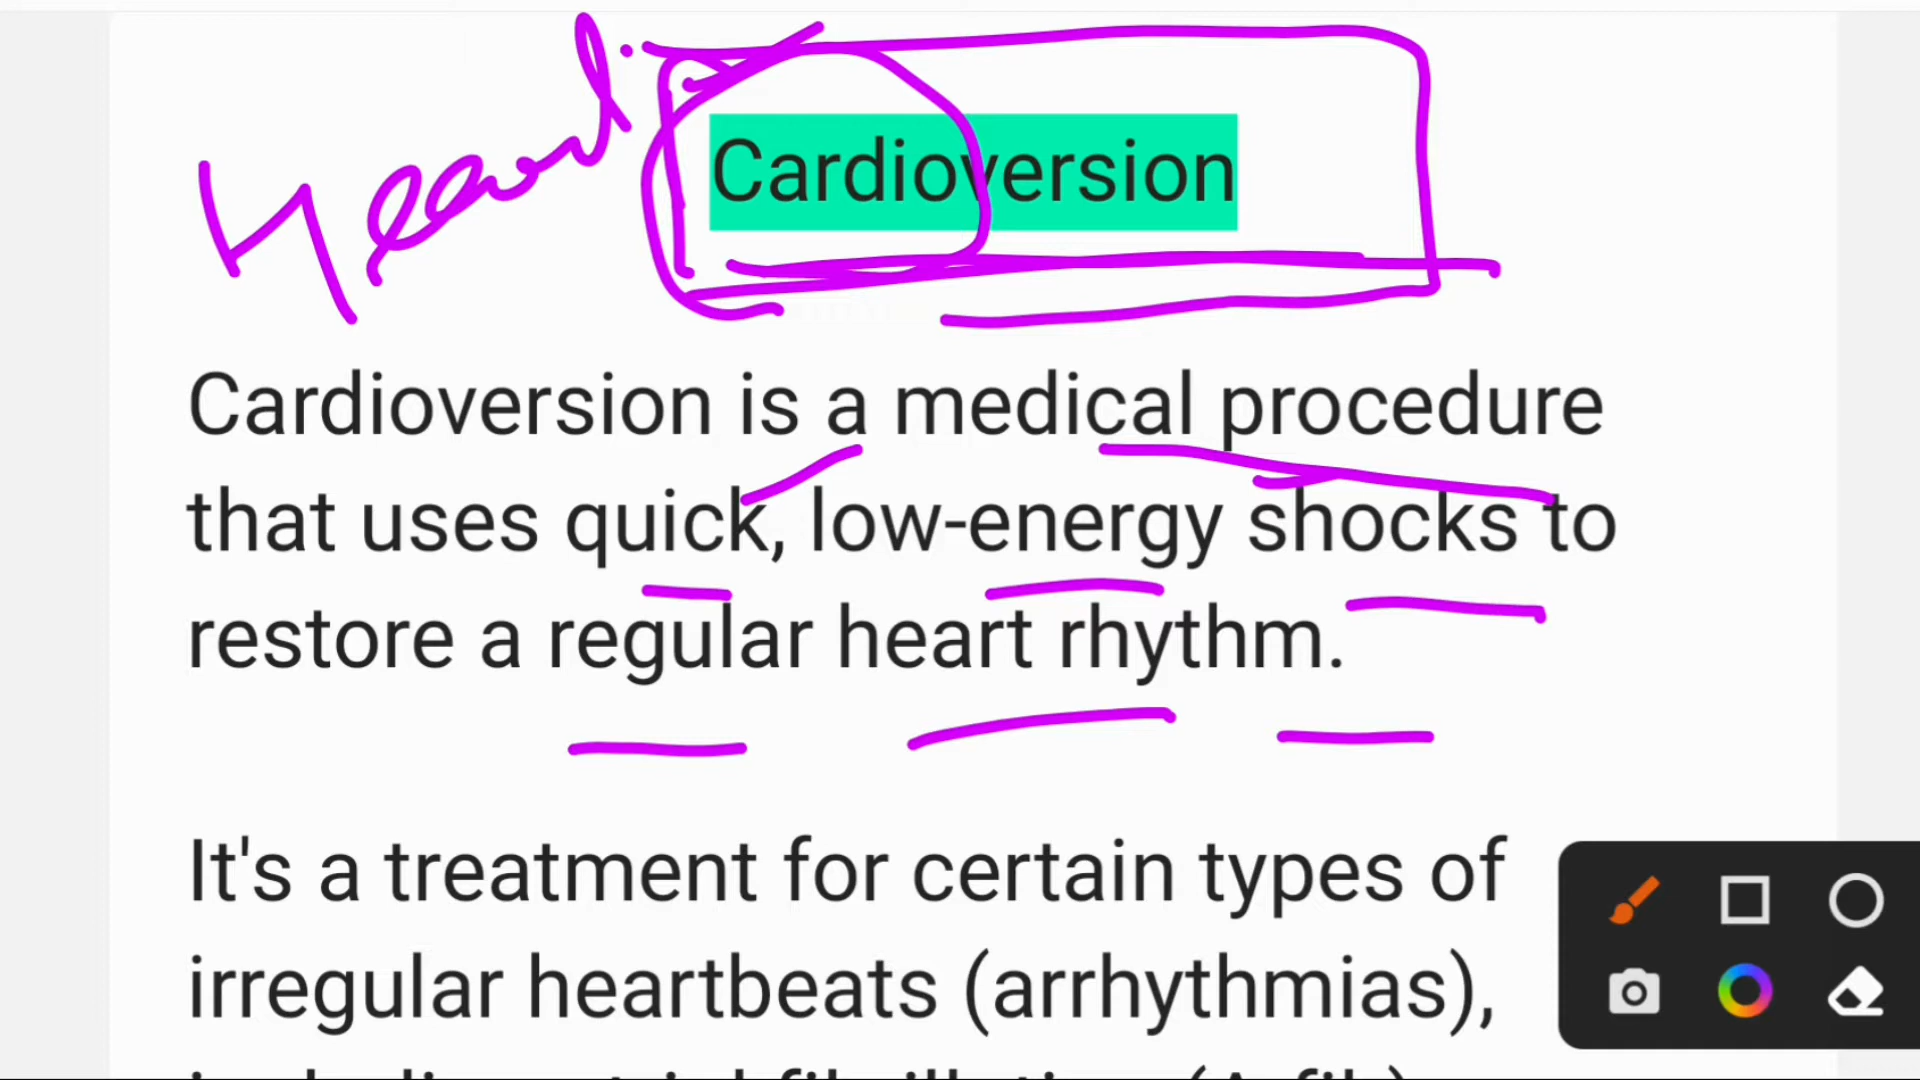 Heart
Cardioversion
Cardioversion is a medical procedure
that uses quick, low-energy shocks to
restore a regular heart rhythm.
It's a treatment for certain types of
irregular heartbeats (arrhythmias),